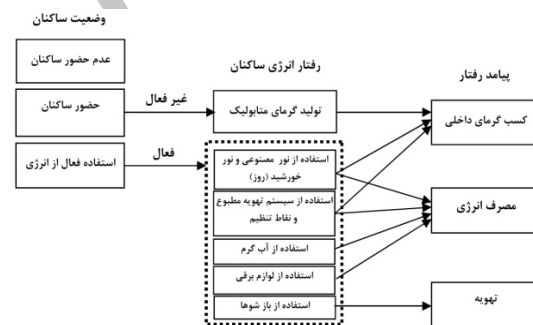 وضعیت ساکنان
رفتار انرژی ساکنان
پیامد رفتار
عدم حضور ساکنان
حضور ساکنان
غیر فعال
تولید گرمای متابولیک
کسب گرمای داخلی
استفاده فعال از انرژی
فعال
استفاده از نور مصنوعی و نور
خورشید (روز)
استفاده از سیستم تهویه مطبوع
و نقاط تنظیم
مصرف انرژی
استفاده از آب گرم
استفاده از لوازم برقی
استفاده از باز شوها
تهویه